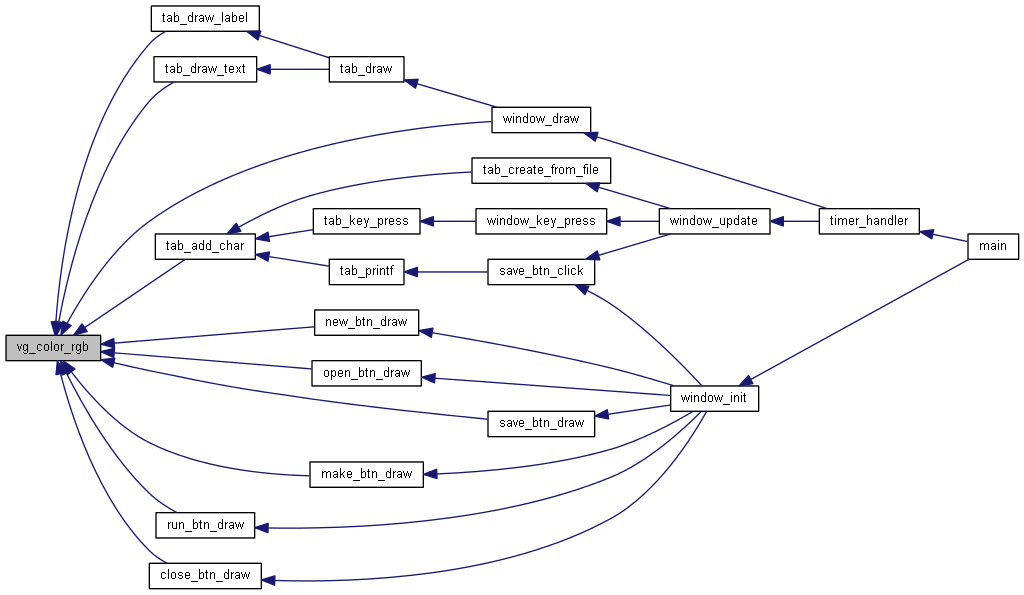 tab_draw_label
tab_draw_text
tab_draw
window_draw
tab_create_from_file
tab_key_press
window_key_press
window_update
timer_handler
tab_add_char
main
tab_printf
save_btn_click
new_btn_draw
vg_color_rgb
open_btn_draw
window_init
save_btn_draw
make_btn_draw
run_btn_draw
close_btn_draw